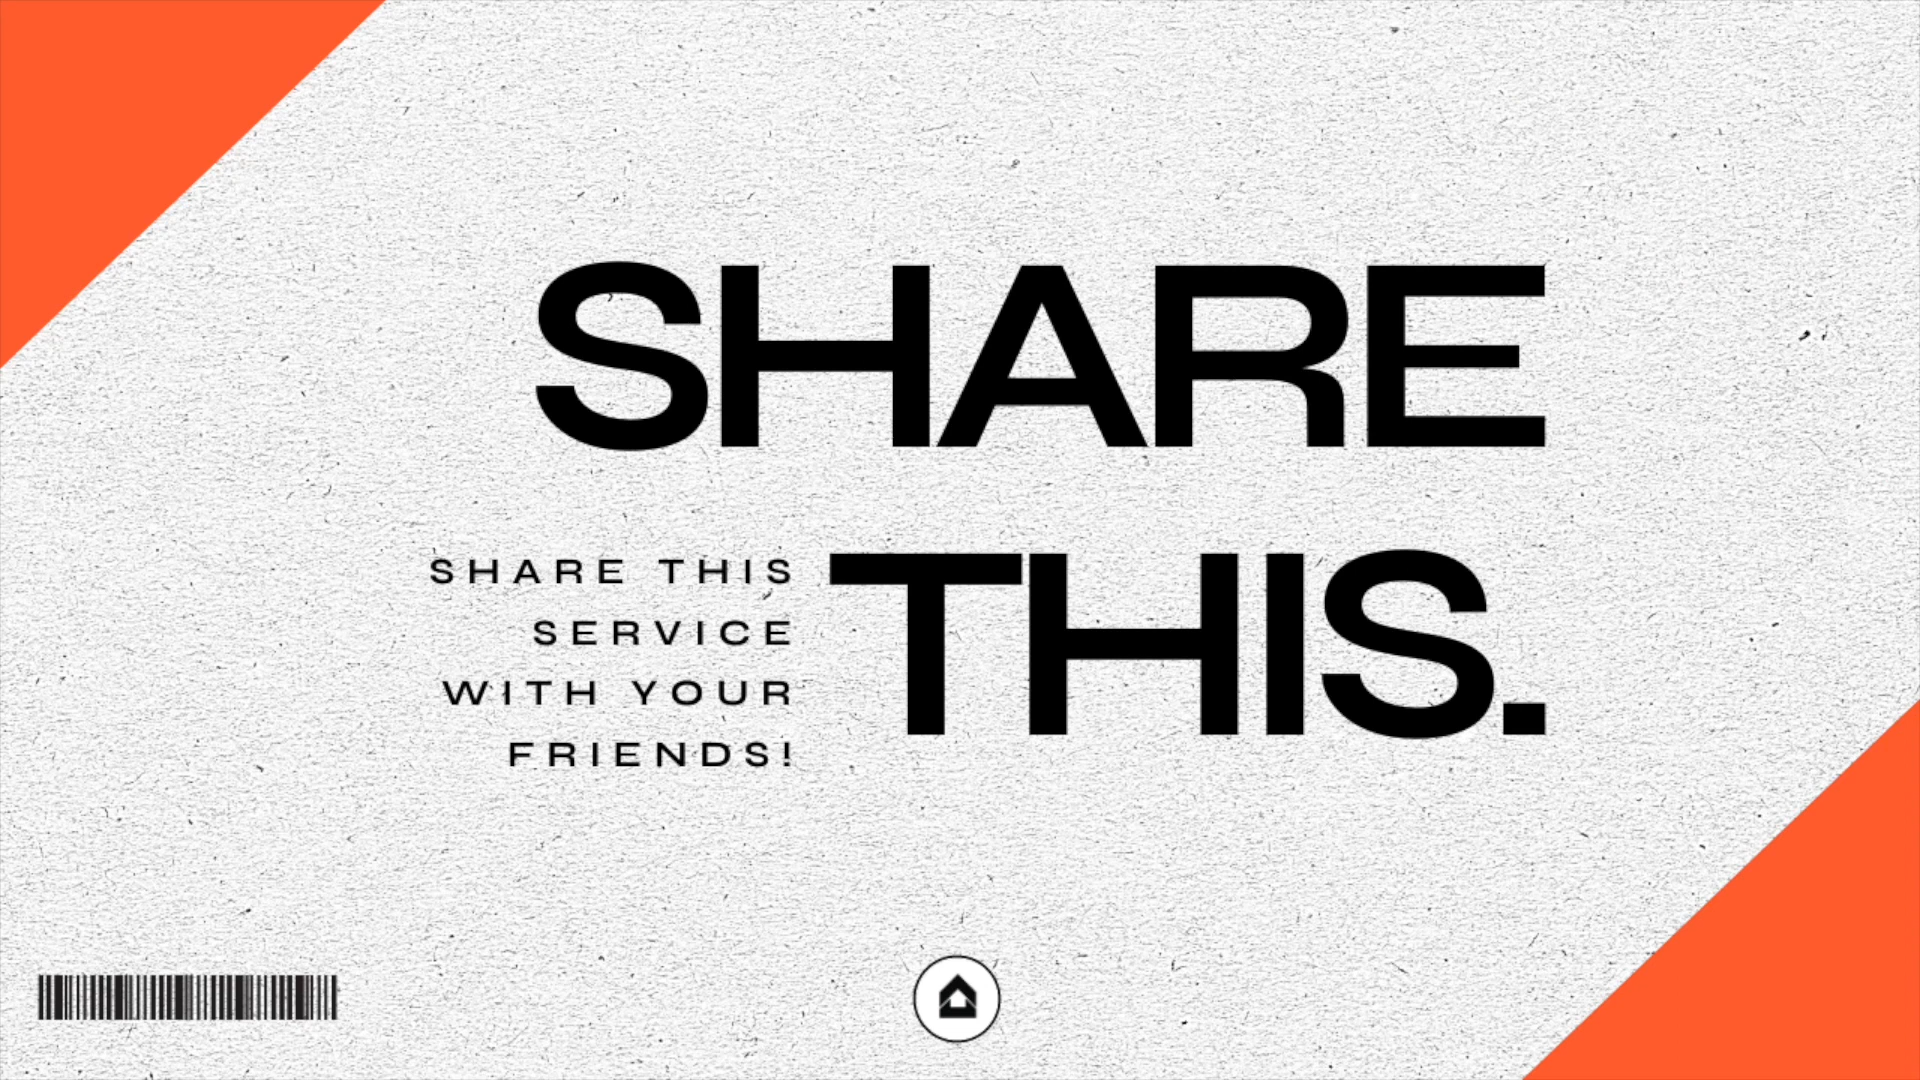 SHARE
THIS.
SHARE THIS
SERVICE
WITH YOUR
FRIENDS!